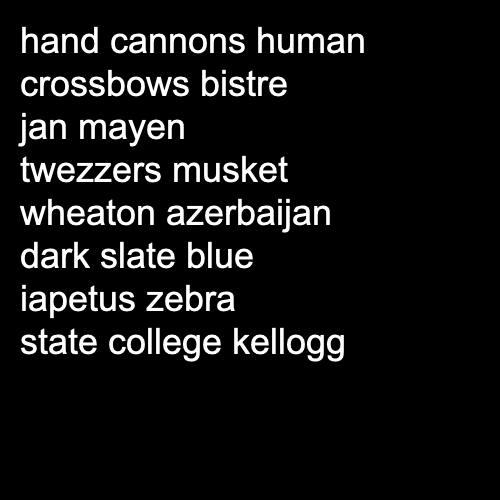 hand cannons human
crossbows bistre
jan mayen
twezzers musket
wheaton azerbaijan
dark slate blue
iapetus zebra
state college kellogg